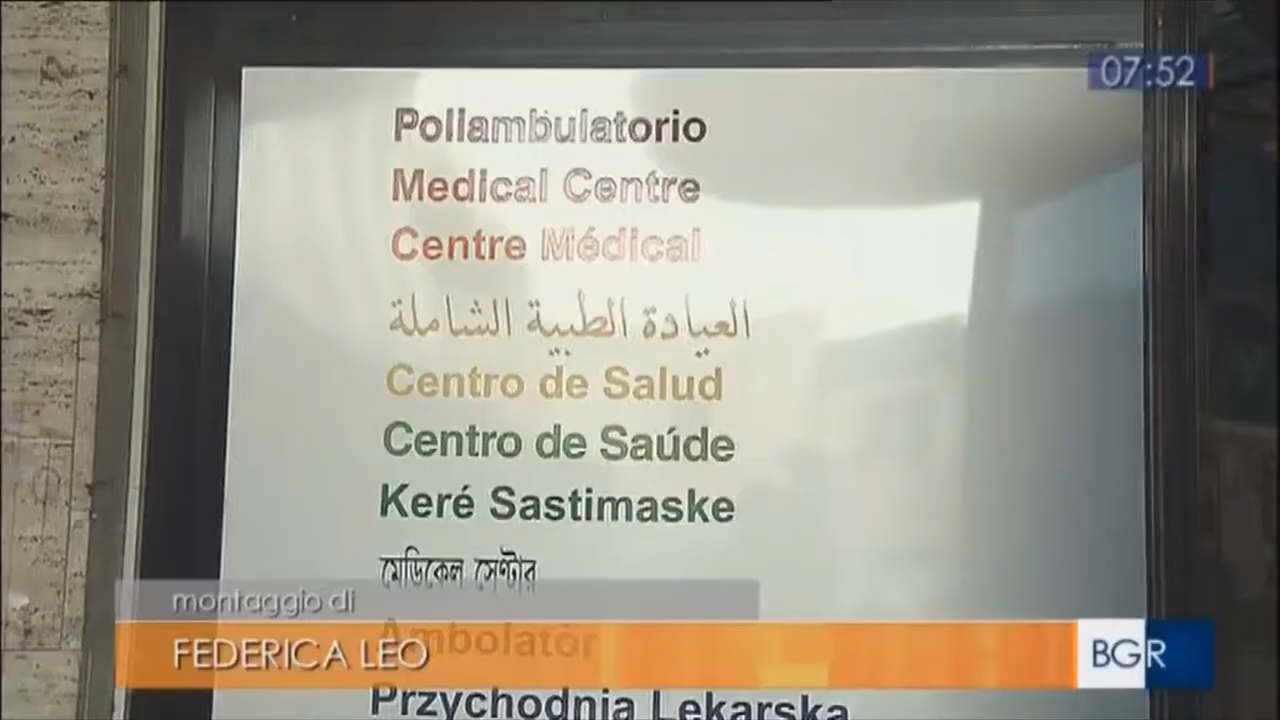 07:52
Poliambulatorio
Medical Centre
Centre Médical
العيادة الطبية الشاملة
Centro de Salud
Centro de Saúde
Keré Sastimaske
মেডিকেল সেন্টার
montaggio di
Ambolatòr
FEDERICA LEO
BGR
Przychodnia Lekarska